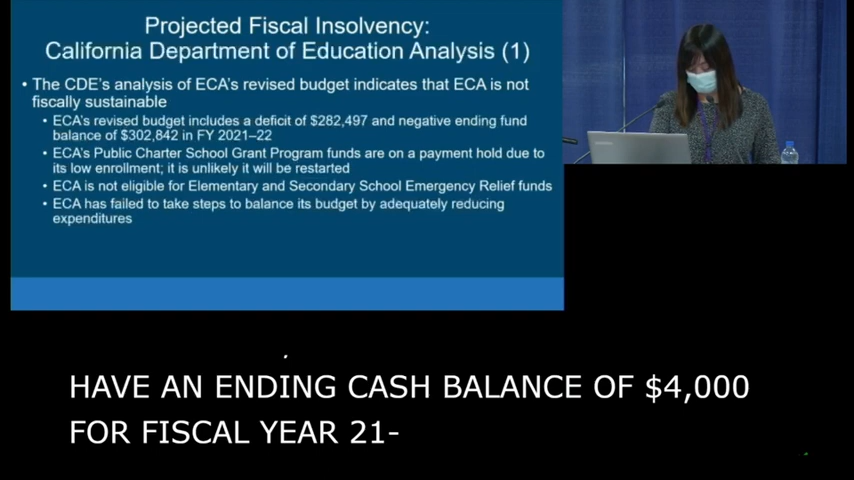 Projected Fiscal Insolvency:
California Department of Education Analysis (1)
• The CDE's analysis of ECA's revised budget indicates that ECA is not
fiscally sustainable
• ECA's revised budget includes a deficit of $282,497 and negative ending fund
balance of $302,842 in FY 2021–22
• ECA's Public Charter School Grant Program funds are on a payment hold due to
its low enrollment; it is unlikely it will be restarted
• ECA is not eligible for Elementary and Secondary School Emergency Relief funds
• ECA has failed to take steps to balance its budget by adequately reducing
expenditures
HAVE AN ENDING CASH BALANCE OF $4,000
FOR FISCAL YEAR 21-